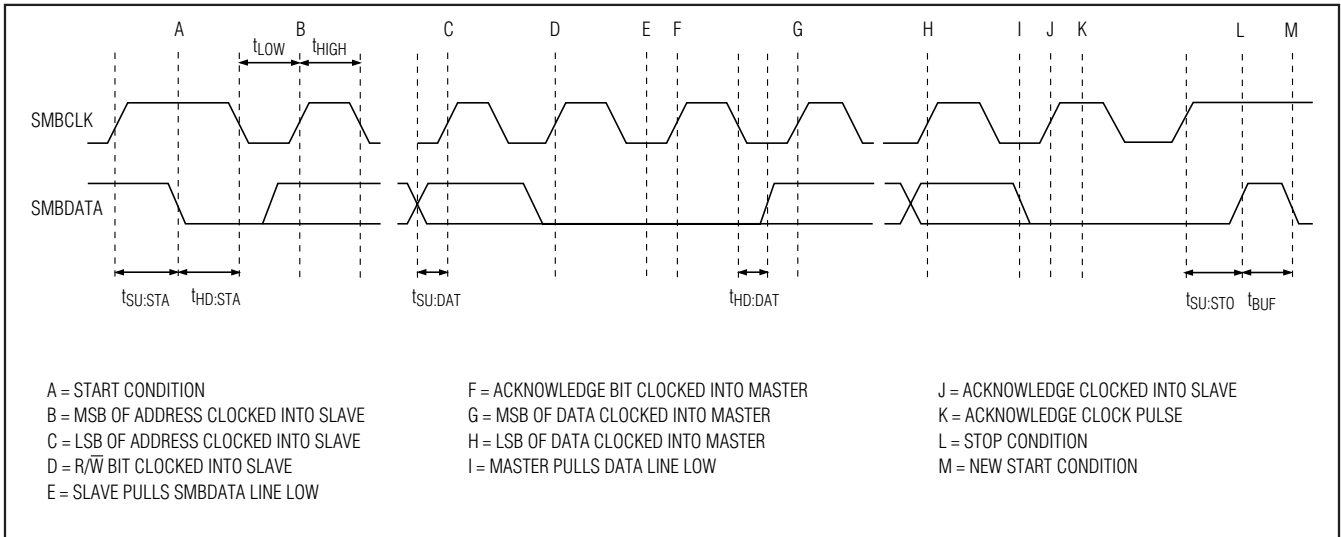 A B C D E F G H I J K L M
tLOW tHIGH
SMBCLK
SMBDATA
tSU:STA tHD:STA tSU:DAT tHD:DAT tSU:STO tBUF
A = START CONDITION
B = MSB OF ADDRESS CLOCKED INTO SLAVE
C = LSB OF ADDRESS CLOCKED INTO SLAVE
D = R/W̅ BIT CLOCKED INTO SLAVE
E = SLAVE PULLS SMBDATA LINE LOW
F = ACKNOWLEDGE BIT CLOCKED INTO MASTER
G = MSB OF DATA CLOCKED INTO MASTER
H = LSB OF DATA CLOCKED INTO MASTER
I = MASTER PULLS DATA LINE LOW
J = ACKNOWLEDGE CLOCKED INTO SLAVE
K = ACKNOWLEDGE CLOCK PULSE
L = STOP CONDITION
M = NEW START CONDITION